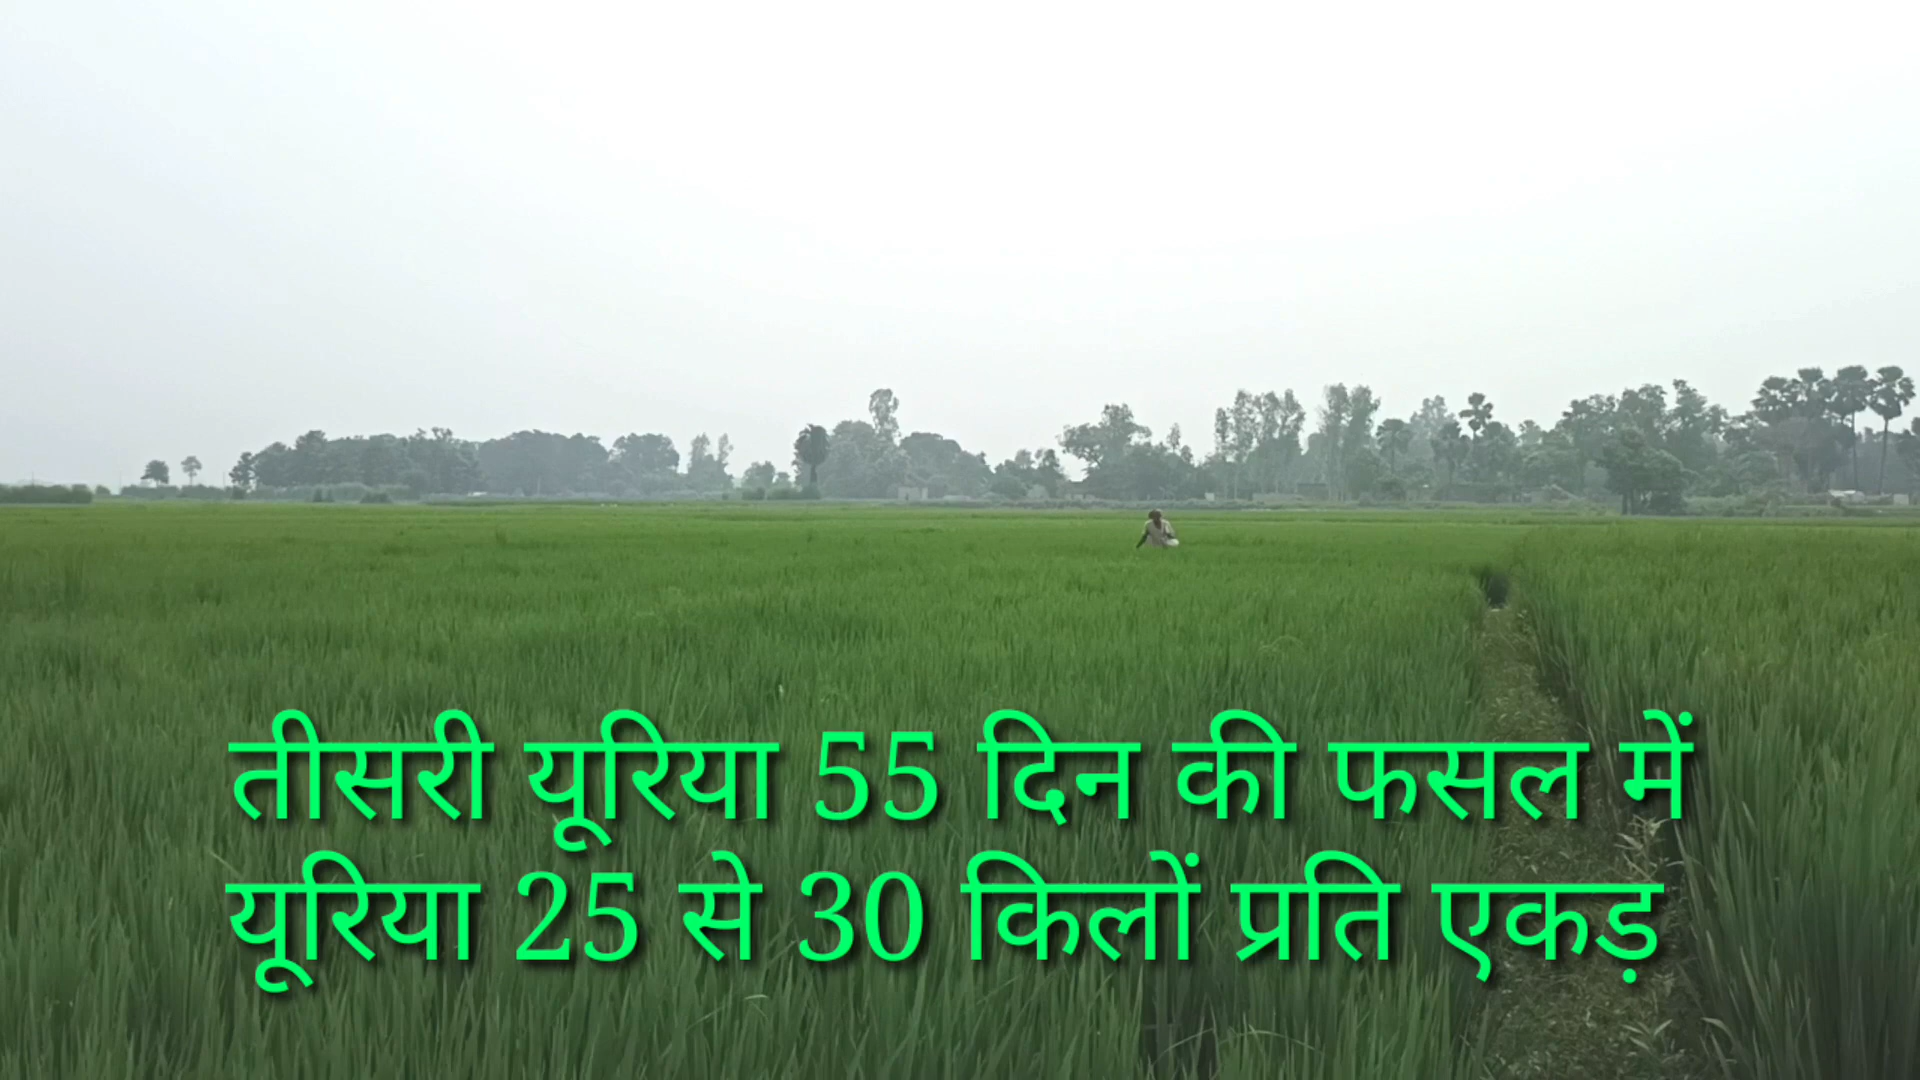 तीसरी यूरिया 55 दिन की फसल में
यूरिया 25 से 30 किलों प्रति एकड़